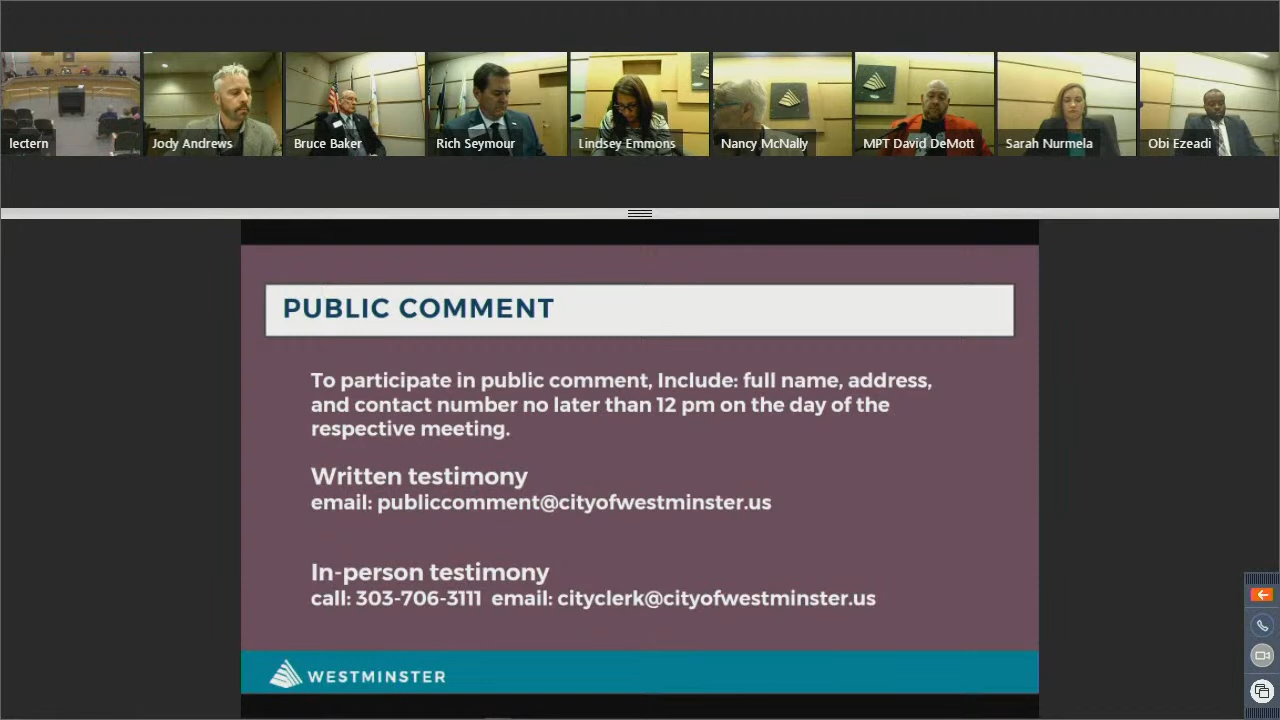 lectern
Jody Andrews
Bruce Baker
Rich Seymour
Lindsey Emmons
Nancy McNally
MPT David DeMott
Sarah Nurmela
Obi Ezeadi
PUBLIC COMMENT
To participate in public comment, Include: full name, address,
and contact number no later than 12 pm on the day of the
respective meeting.
Written testimony
email: publiccomment@cityofwestminster.us
In-person testimony
call: 303-706-3111 email: cityclerk@cityofwestminster.us
WESTMINSTER